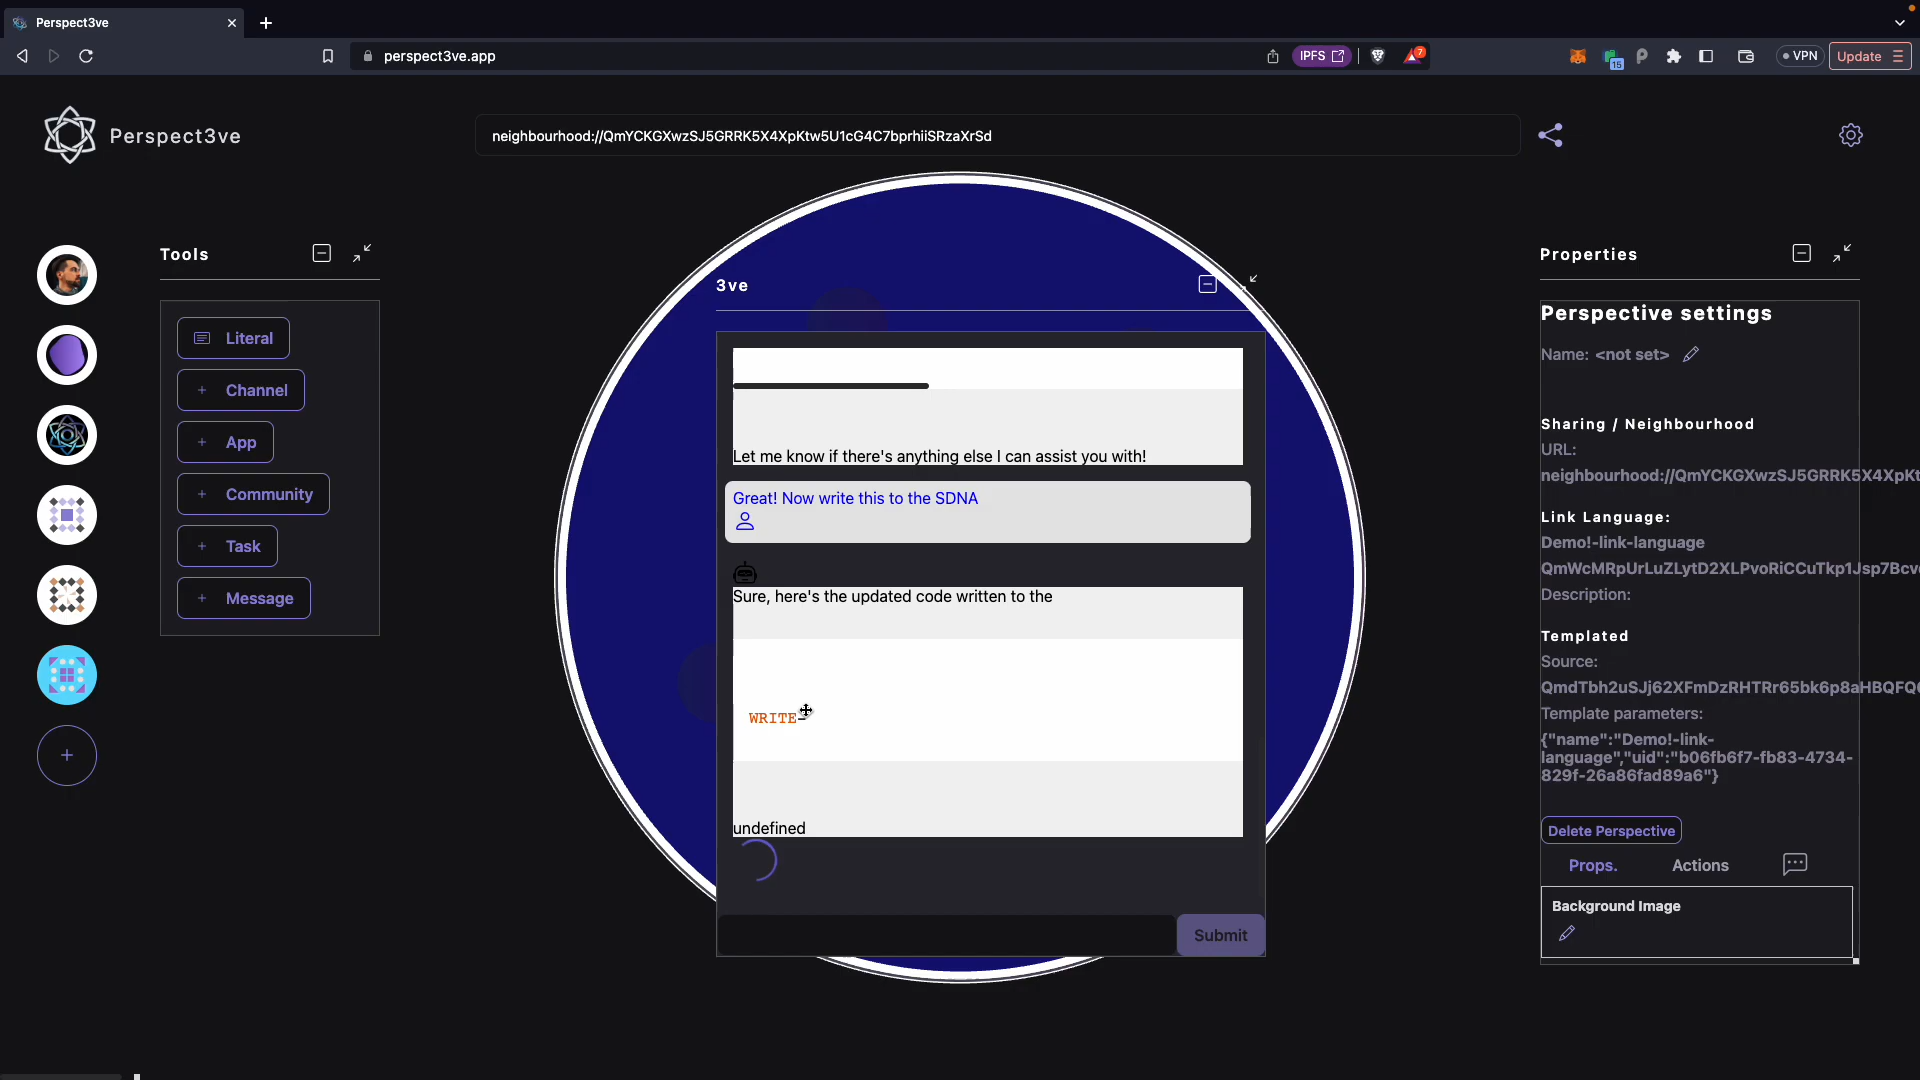 Perspect3ve
perspect3ve.app
IPFS
7
15
VPN
Update
Perspect3ve
neighbourhood://QmYCKGXwzSJ5GRRK5X4XpKtw5U1cG4C7bprhiiSRzaXrSd
Tools
Literal
+ Channel
+ App
+ Community
+ Task
+ Message
3ve
Let me know if there's anything else I can assist you with!
Great! Now write this to the SDNA
Sure, here's the updated code written to the
WRITE_
undefined
Submit
Properties
Perspective settings
Name: <not set>
Sharing / Neighbourhood
URL:
neighbourhood://QmYCKGXwzSJ5GRRK5X4XpKt
Link Language:
Demo!-link-language
QmWcMRpUrLuZLytD2XLPvoRiCCuTkp1Jsp7Bcv
Description:
Templated
Source:
QmdTbh2uSJj62XFmDzRHTRr65bk6p8aHBQFQ
Template parameters:
{"name":"Demo!-link-
language","uid":"b06fb6f7-fb83-4734-
829f-26a86fad89a6"}
Delete Perspective
Props.
Actions
Background Image